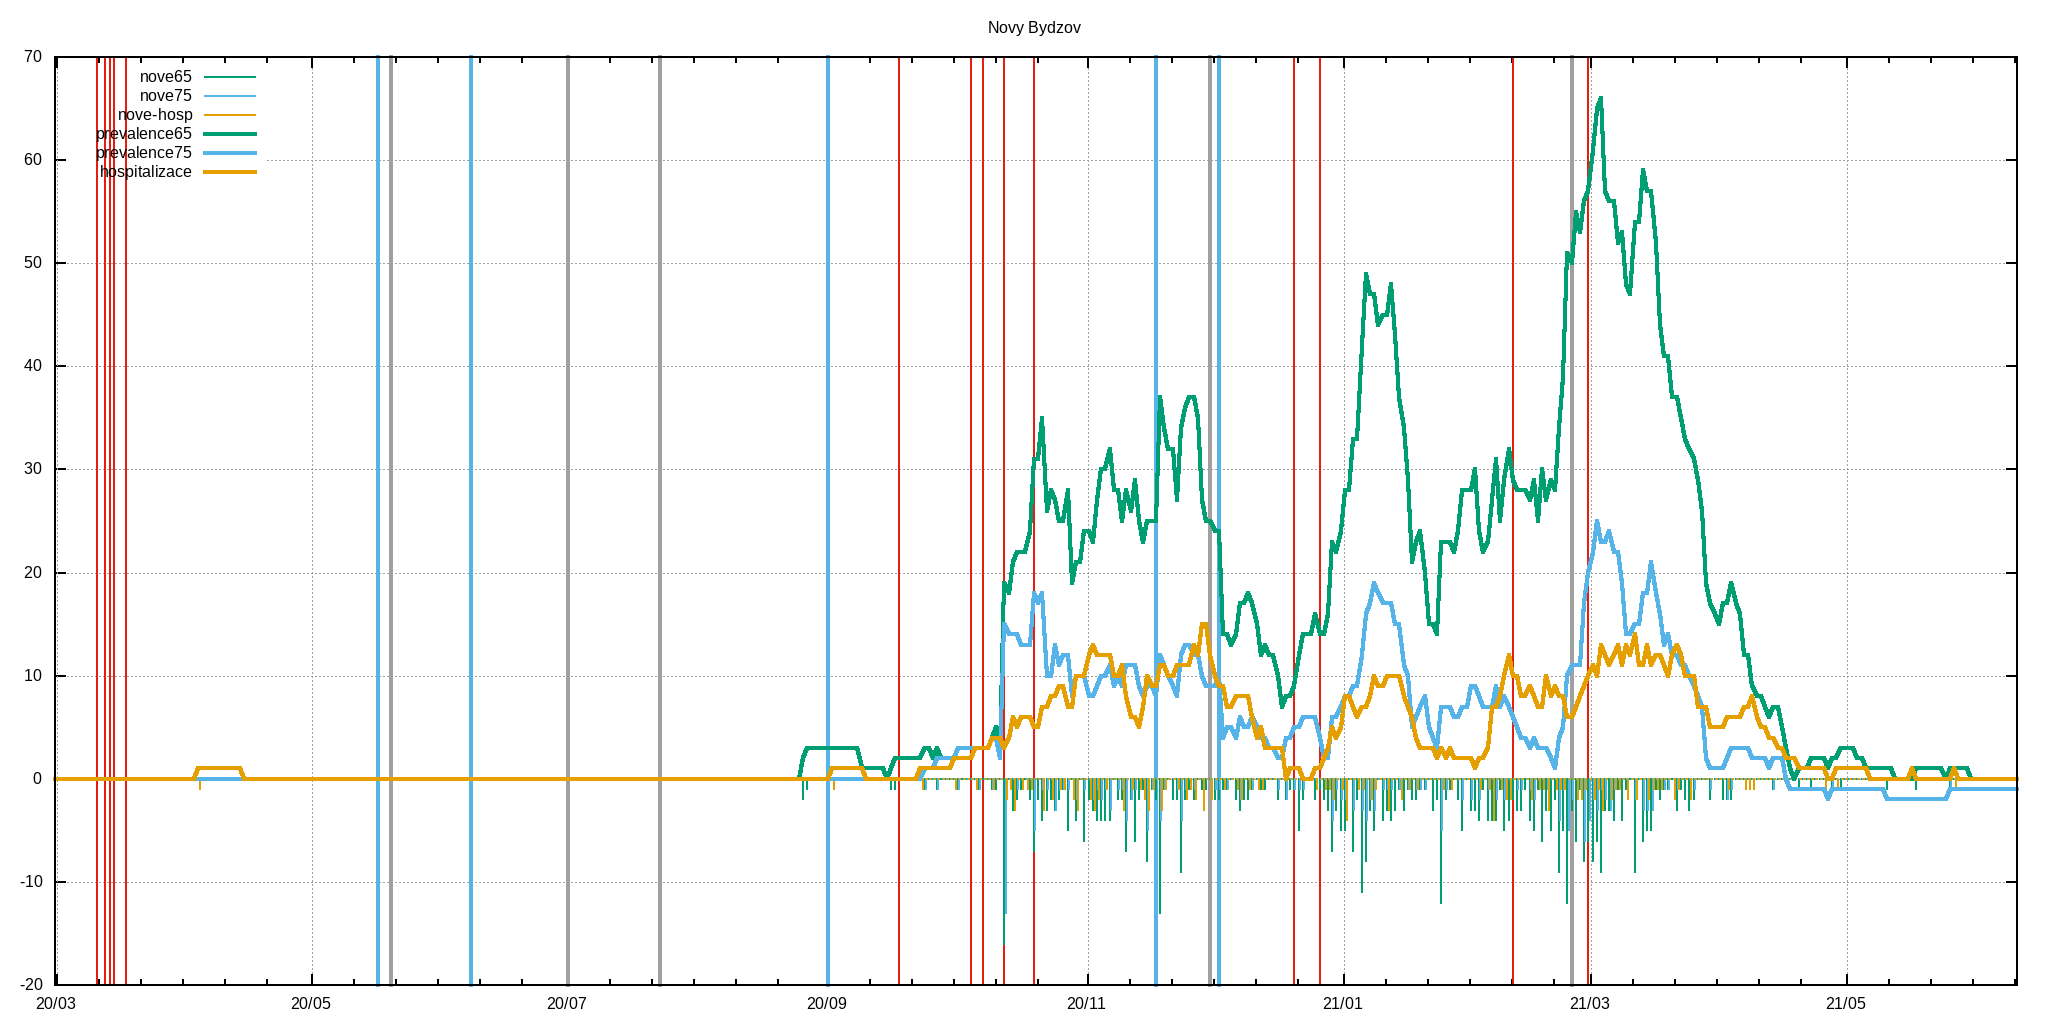 Novy Bydzov
70
60
50
40
30
20
10
0
-10
-20
nove65
nove75
nove-hosp
prevalence65
prevalence75
hospitalizace
20/03 20/05 20/07 20/09 20/11 21/01 21/03 21/05